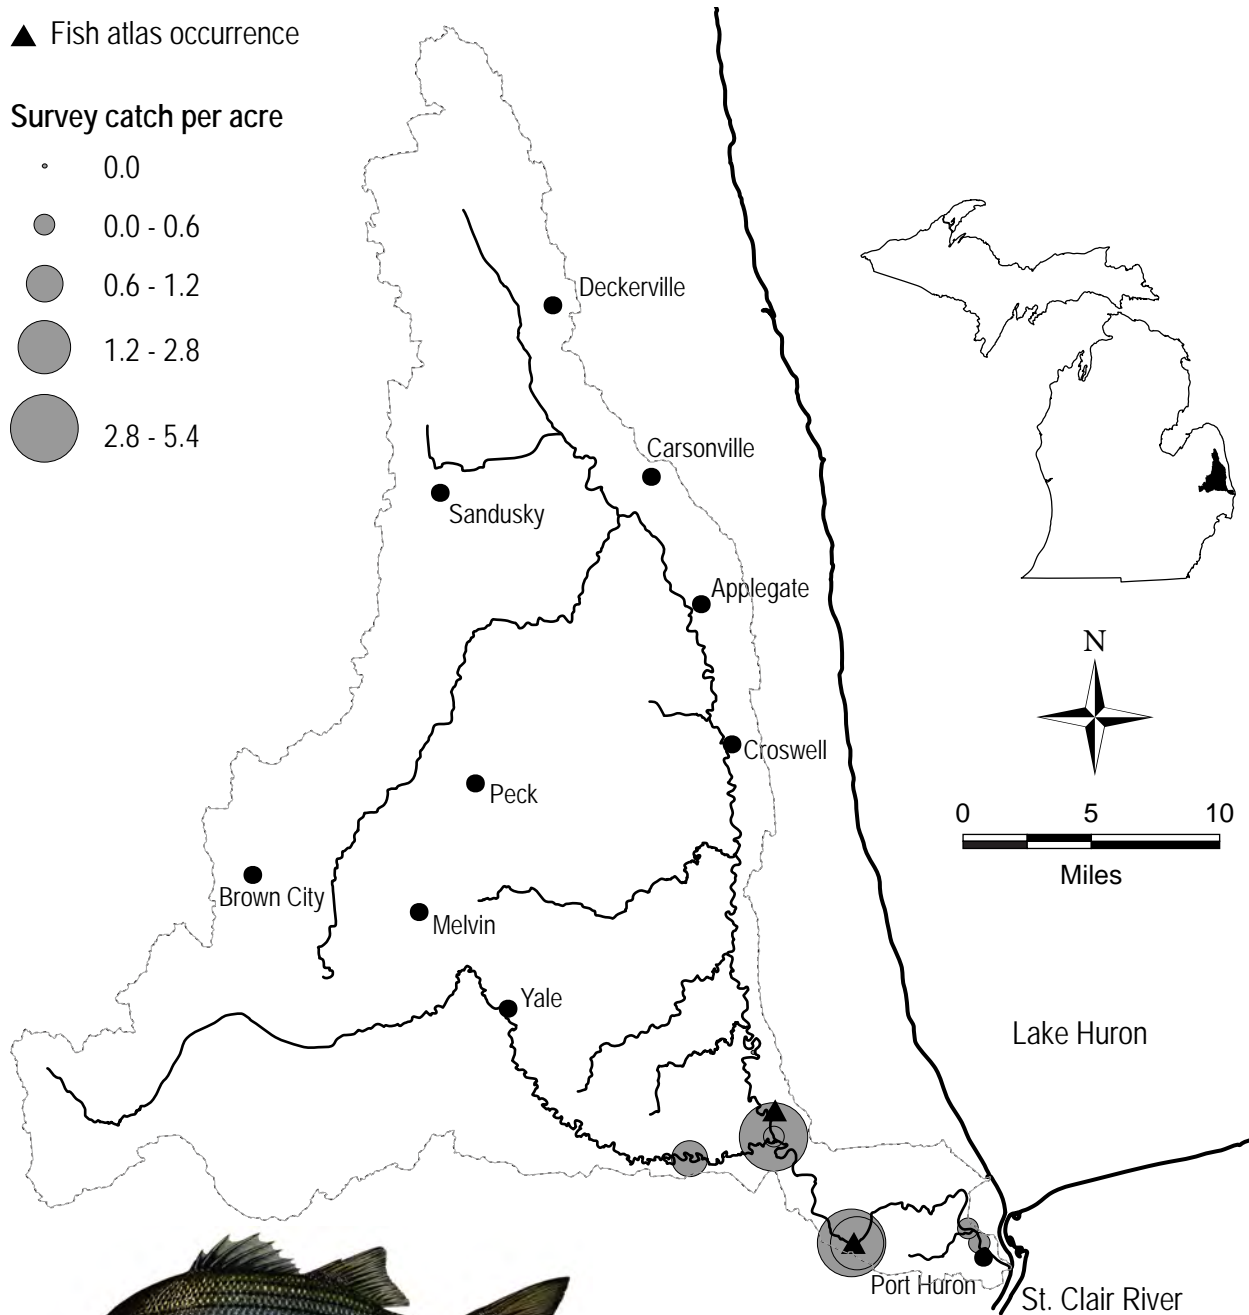 Fish atlas occurrence
Survey catch per acre
0.0
0.0 - 0.6
0.6 - 1.2
1.2 - 2.8
2.8 - 5.4
Deckerville
Carsonville
Sandusky
Applegate
N
Croswell
Peck
0 5 10
Miles
Brown City
Melvin
Yale
Lake Huron
Port Huron
St. Clair River